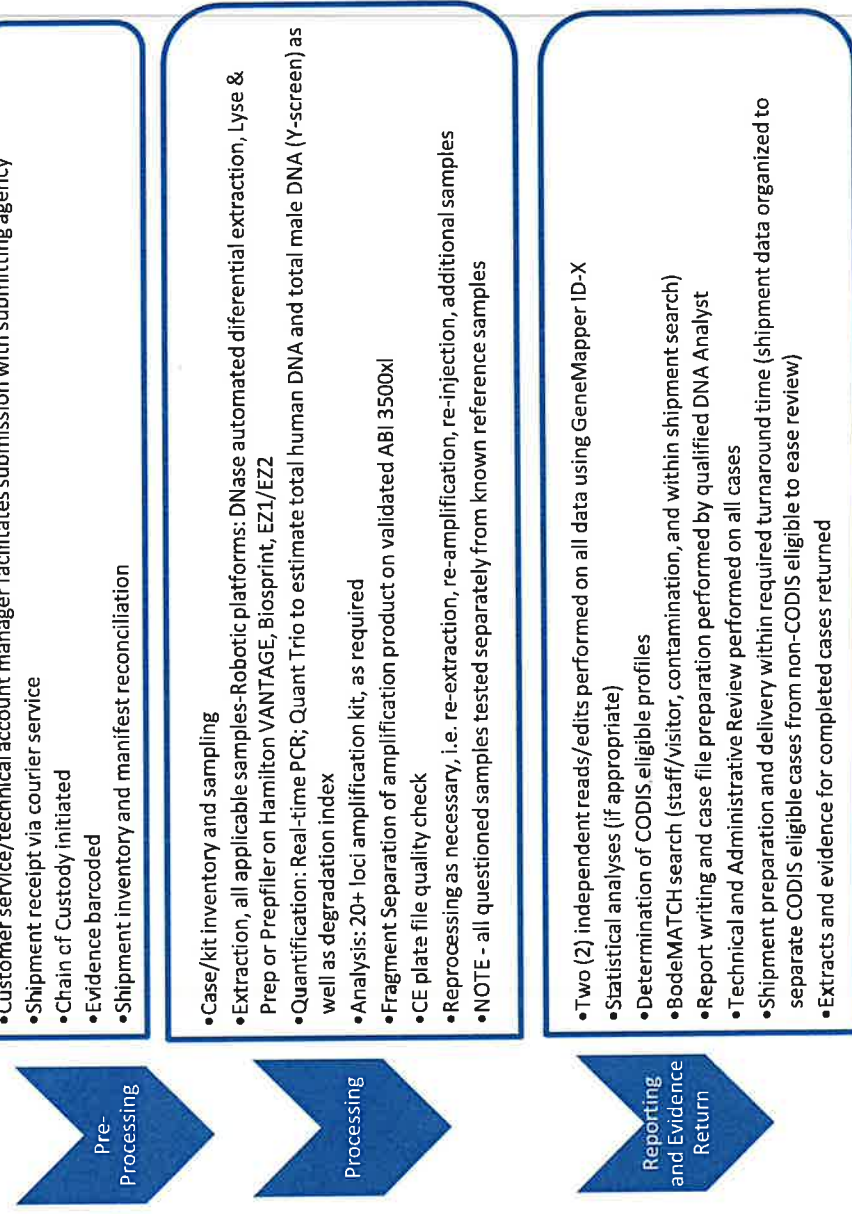 Pre-
Processing
•Customer service/technical account manager facilitates submission with submitting agency
•Shipment receipt via courier service
•Chain of Custody initiated
•Evidence barcoded
•Shipment inventory and manifest reconciliation
Processing
•Case/kit inventory and sampling
•Extraction, all applicable samples-Robotic platforms: DNase automated diferential extraction, Lyse &
Prep or Prepfiler on Hamilton VANTAGE, Biosprint, EZ1/EZ2
•Quantification: Real-time PCR; Quant Trio to estimate total human DNA and total male DNA (Y-screen) as
well as degradation index
•Analysis: 20+ loci amplification kit, as required
•Fragment Separation of amplification product on validated ABI 3500xl
•CE plate file quality check
•Reprocessing as necessary, i.e. re-extraction, re-amplification, re-injection, additional samples
•NOTE - all questioned samples tested separately from known reference samples
Reporting
and Evidence
Return
•Two (2) independent reads/edits performed on all data using GeneMapper ID-X
•Statistical analyses (if appropriate)
•Determination of CODIS eligible profiles
•BodeMATCH search (staff/visitor, contamination, and within shipment search)
•Report writing and case file preparation performed by qualified DNA Analyst
•Technical and Administrative Review performed on all cases
•Shipment preparation and delivery within required turnaround time (shipment data organized to
separate CODIS eligible cases from non-CODIS eligible to ease review)
•Extracts and evidence for completed cases returned